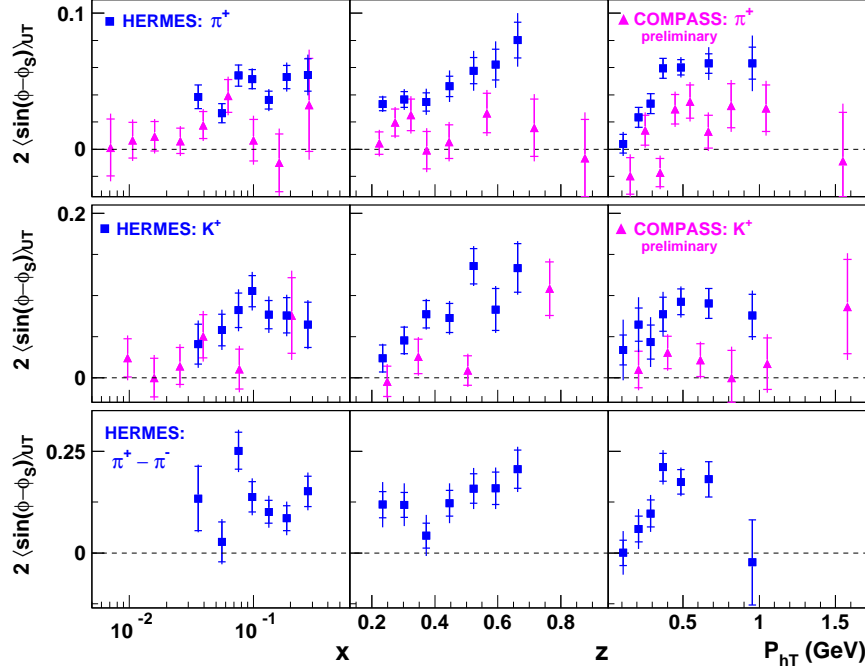 2 ⟨sin(ϕ−ϕS)⟩UT
0.1
0
HERMES: π+
COMPASS: π+
preliminary
2 ⟨sin(ϕ−ϕS)⟩UT
0.2
0
HERMES: K+
COMPASS: K+
preliminary
2 ⟨sin(ϕ−ϕS)⟩UT
0.25
0
HERMES:
π+ − π-
10-2 10-1 0.2 0.4 0.6 0.8 0.5 1 1.5
x z PhT (GeV)